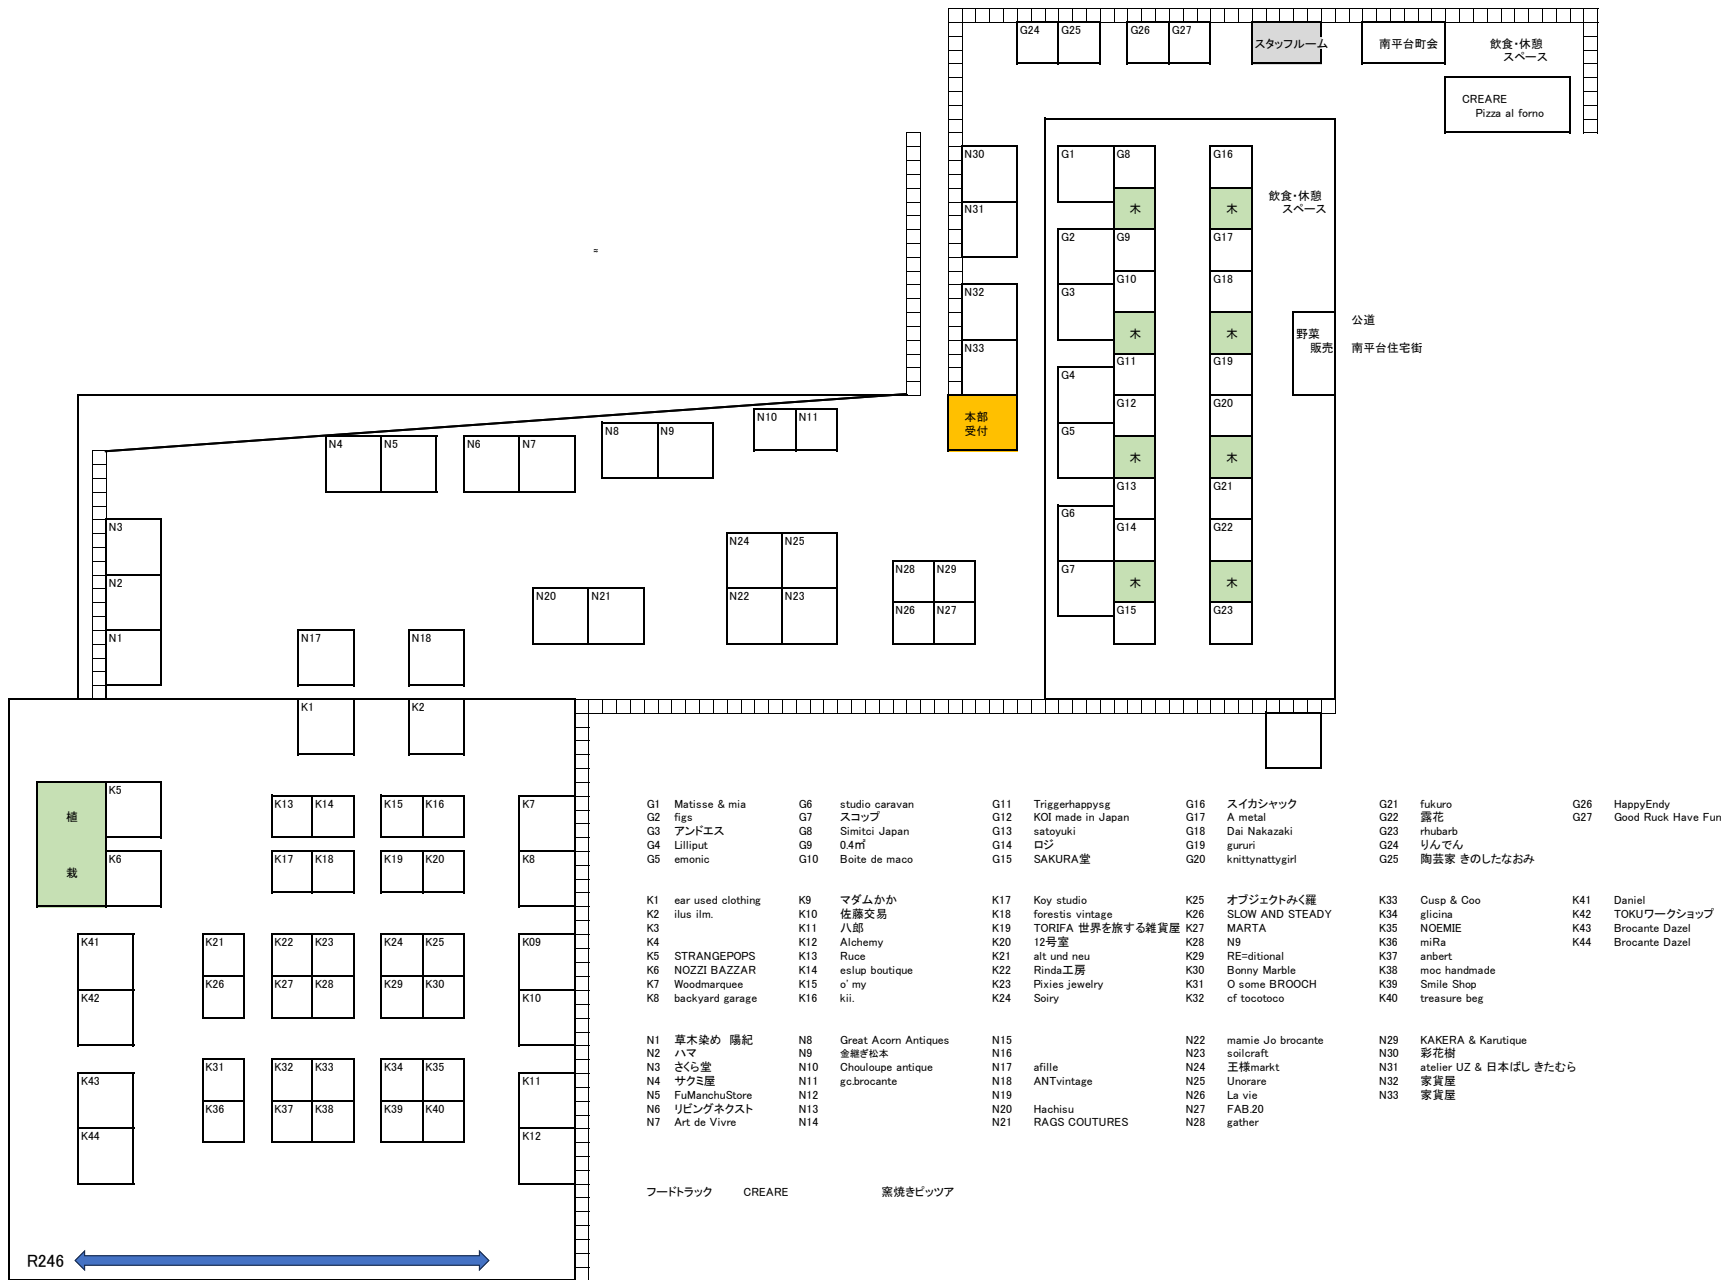 G24 G25 G26 G27 スタッフルーム 南平台町会 飲食・休憩
スペース
CREARE
Pizza al forno
N30 G1 G8 G16
飲食・休憩
スペース
木 木
N31
G2 G9 G17
≈
G10 G18
N32 G3
木 木
公道
野菜
販売 南平台住宅街
N33
G11 G19
G4
G12 G20
本部
受付
N10 N11
N8 N9 G5
N4 N5 N6 N7
木 木
G13 G21
G6
N3 G14 G22
N24 N25
N28 N29 G7
木 木
N2
N20 N21 N22 N23
N26 N27 G15 G23
N1 N17 N18
K1 K2
K5
植
K13 K14 K15 K16 K7
K6 K17 K18 K19 K20 K8
栽
K41 K21 K22 K23 K24 K25 K09
K26 K27 K28 K29 K30
K42 K10
K31 K32 K33 K34 K35
K43 K11
K36 K37 K38 K39 K40
K44 K12
R246
G1 Matisse & mia G6 studio caravan G11 Triggerhappysg G16 スイカシャック G21 fukuro G26 HappyEndy
G2 figs G7 スコップ G12 KOI made in Japan G17 A metal G22 露花 G27 Good Ruck Have Fun
G3 アンドエス G8 Simitci Japan G13 satoyuki G18 Dai Nakazaki G23 rhubarb
G4 Lilliput G9 0.4㎡ G14 ロジ G19 gururi G24 りんでん
G5 emonic G10 Boite de maco G15 SAKURA堂 G20 knittynattygirl G25 陶芸家 きのしたなおみ
K1 ear used clothing K9 マダムかか K17 Koy studio K25 オブジェクトみく羅 K33 Cusp & Coo K41 Daniel
K2 ilus ilm. K10 佐藤交易 K18 forestis vintage K26 SLOW AND STEADY K34 glicina K42 TOKUワークショップ
K3 K11 八郎 K19 TORIFA 世界を旅する雑貨屋 K27 MARTA K35 NOEMIE K43 Brocante Dazel
K4 K12 Alchemy K20 12号室 K28 N9 K36 miRa K44 Brocante Dazel
K5 STRANGEPOPS K13 Ruce K21 alt und neu K29 RE=ditional K37 anbert
K6 NOZZI BAZZAR K14 eslup boutique K22 Rinda工房 K30 Bonny Marble K38 moc handmade
K7 Woodmarquee K15 o' my K23 Pixies jewelry K31 O some BROOCH K39 Smile Shop
K8 backyard garage K16 kii. K24 Soiry K32 cf tocotoco K40 treasure beg
N1 草木染め 陽紀 N8 Great Acorn Antiques N15 N22 mamie Jo brocante N29 KAKERA & Karutique
N2 ハマ N9 金継ぎ松本 N16 N23 soilcraft N30 彩花樹
N3 さくら堂 N10 Chouloupe antique N17 afille N24 王様markt N31 atelier UZ & 日本ばし きたむら
N4 サクミ屋 N11 gc.brocante N18 ANTvintage N25 Unorare N32 家貨屋
N5 FuManchuStore N12 N19 N26 La vie N33 家貨屋
N6 リビングネクスト N13 N20 Hachisu N27 FAB.20
N7 Art de Vivre N14 N21 RAGS COUTURES N28 gather
フードトラック CREARE 窯焼きピッツア